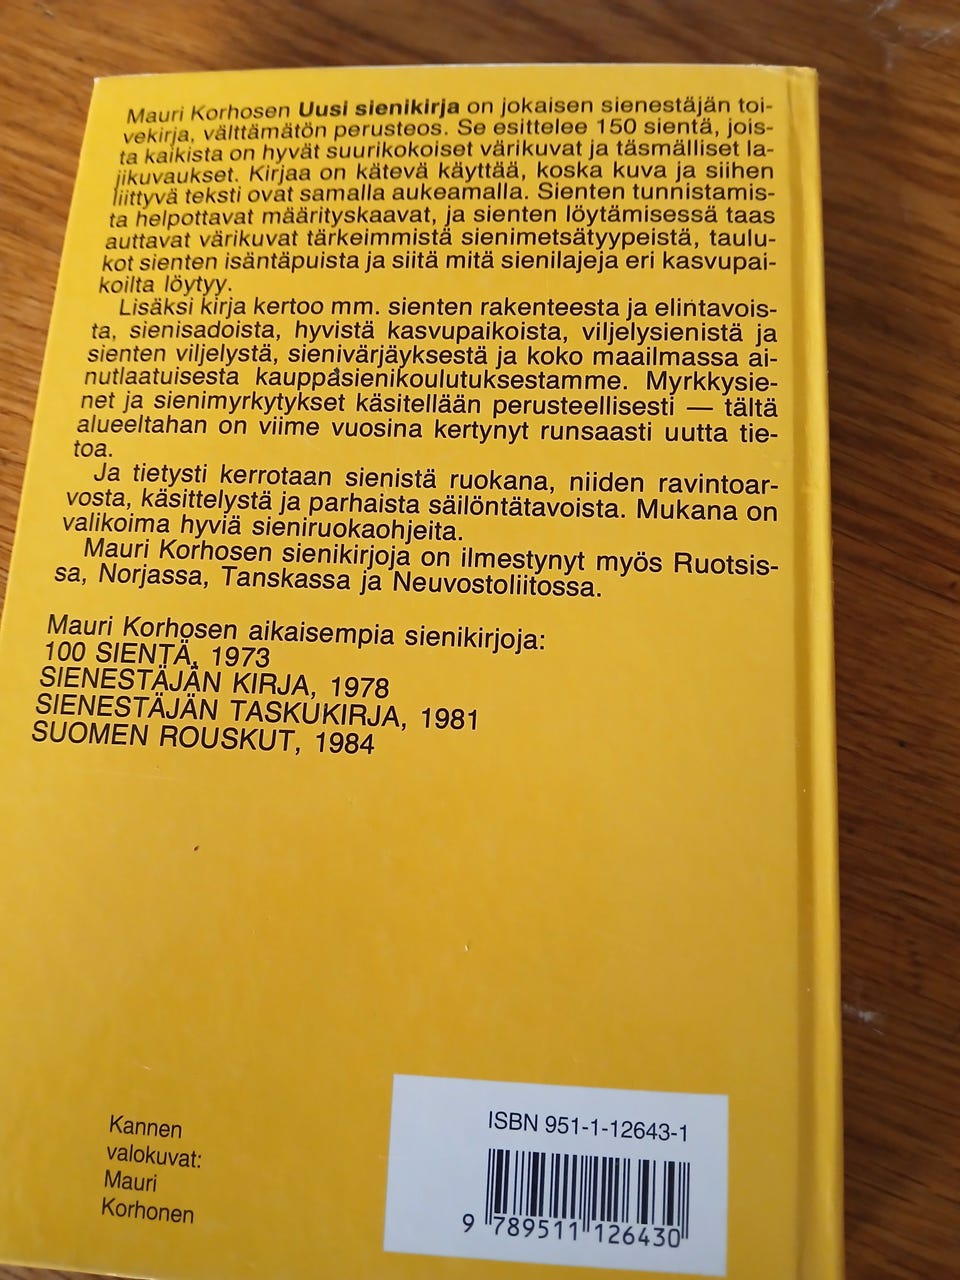 Mauri Korhosen Uusi sienikirja on jokaisen sienestäjän toi-
vekirja, välttämätön perusteos. Se esittelee 150 sientä, jois-
ta kaikista on hyvät suurikokoiset värikuvat ja täsmälliset la-
jikuvaukset. Kirjaa on kätevä käyttää, koska kuva ja siihen
liittyvä teksti ovat samalla aukeamalla. Sienten tunnistamis-
ta helpottavat määrityskaavat, ja sienten löytämisessä taas
auttavat värikuvat tärkeimmistä sienimetsätyypeistä, taulu-
kot sienten isäntäpuista ja siitä mitä sienilajeja eri kasvupai-
koilta löytyy.
Lisäksi kirja kertoo mm. sienten rakenteesta ja elintavois-
ta, sienisadoista, hyvistä kasvupaikoista, viljelysienistä ja
sienten viljelystä, sienivärjäyksestä ja koko maailmassa ai-
nutlaatuisesta kauppasienikoulutuksestamme. Myrkkysie-
net ja sienimyrkytykset käsitellään perusteellisesti — tältä
alueeltahan on viime vuosina kertynyt runsaasti uutta tie-
toa.
Ja tietysti kerrotaan sienistä ruokana, niiden ravintoar-
vosta, käsittelystä ja parhaista säilöntätavoista. Mukana on
valikoima hyviä sieniruokaohjeita.
Mauri Korhosen sienikirjoja on ilmestynyt myös Ruotsis-
sa, Norjassa, Tanskassa ja Neuvostoliitossa.
Mauri Korhosen aikaisempia sienikirjoja:
100 SIENTÄ, 1973
SIENESTÄJÄN KIRJA, 1978
SIENESTÄJÄN TASKUKIRJA, 1981
SUOMEN ROUSKUT, 1984
Kannen
valokuvat:
Mauri
Korhonen
ISBN 951-1-12643-1
9 789511 126430